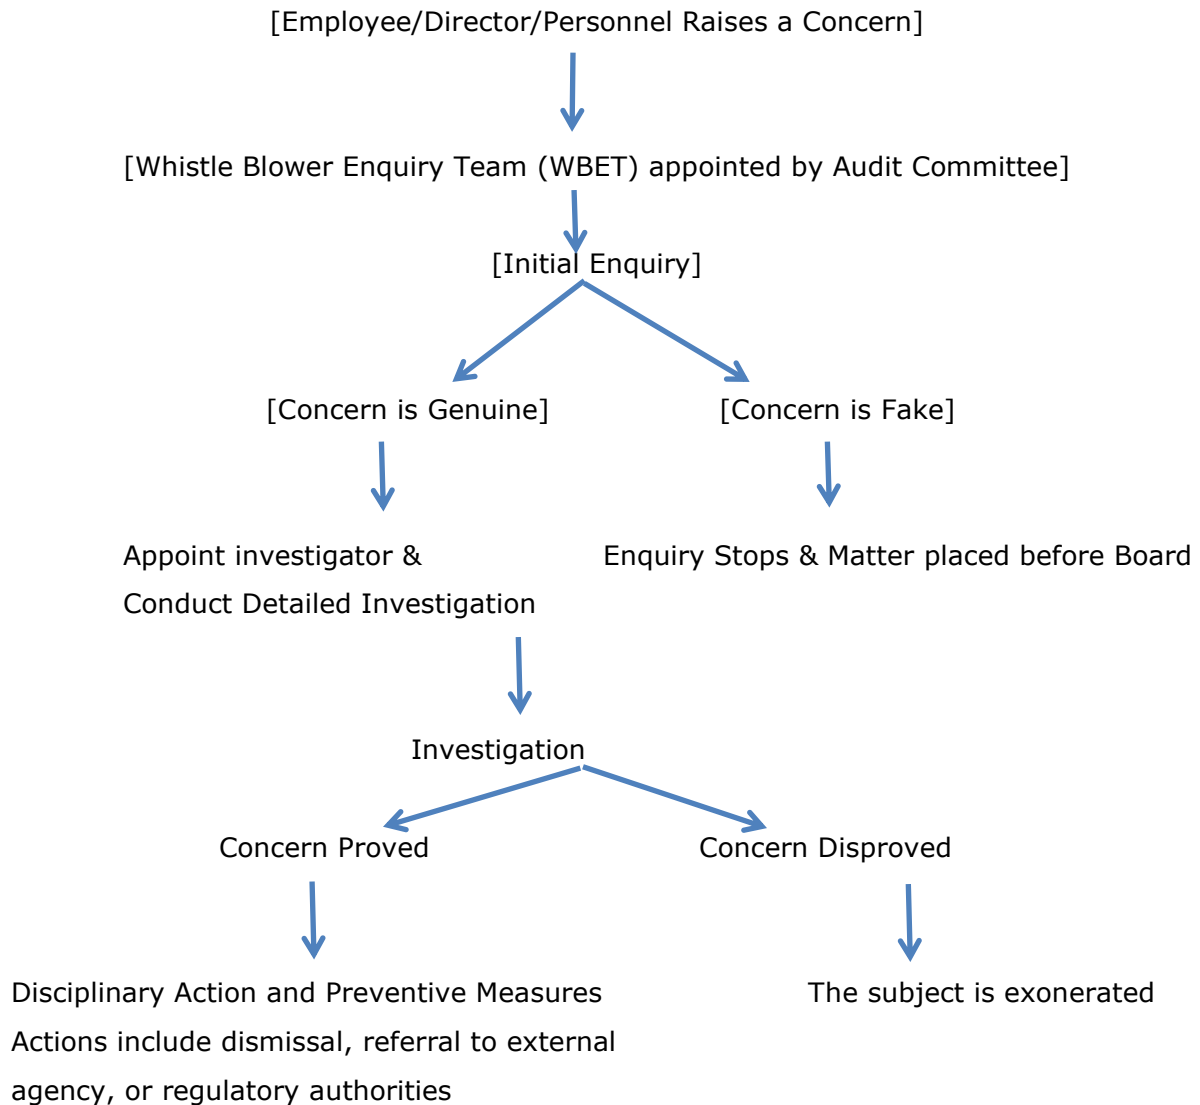 [Employee/Director/Personnel Raises a Concern]
[Whistle Blower Enquiry Team (WBET) appointed by Audit Committee]
[Initial Enquiry]
[Concern is Genuine]
[Concern is Fake]
Appoint investigator &
Conduct Detailed Investigation
Enquiry Stops & Matter placed before Board
Investigation
Concern Proved
Concern Disproved
Disciplinary Action and Preventive Measures
Actions include dismissal, referral to external
agency, or regulatory authorities
The subject is exonerated